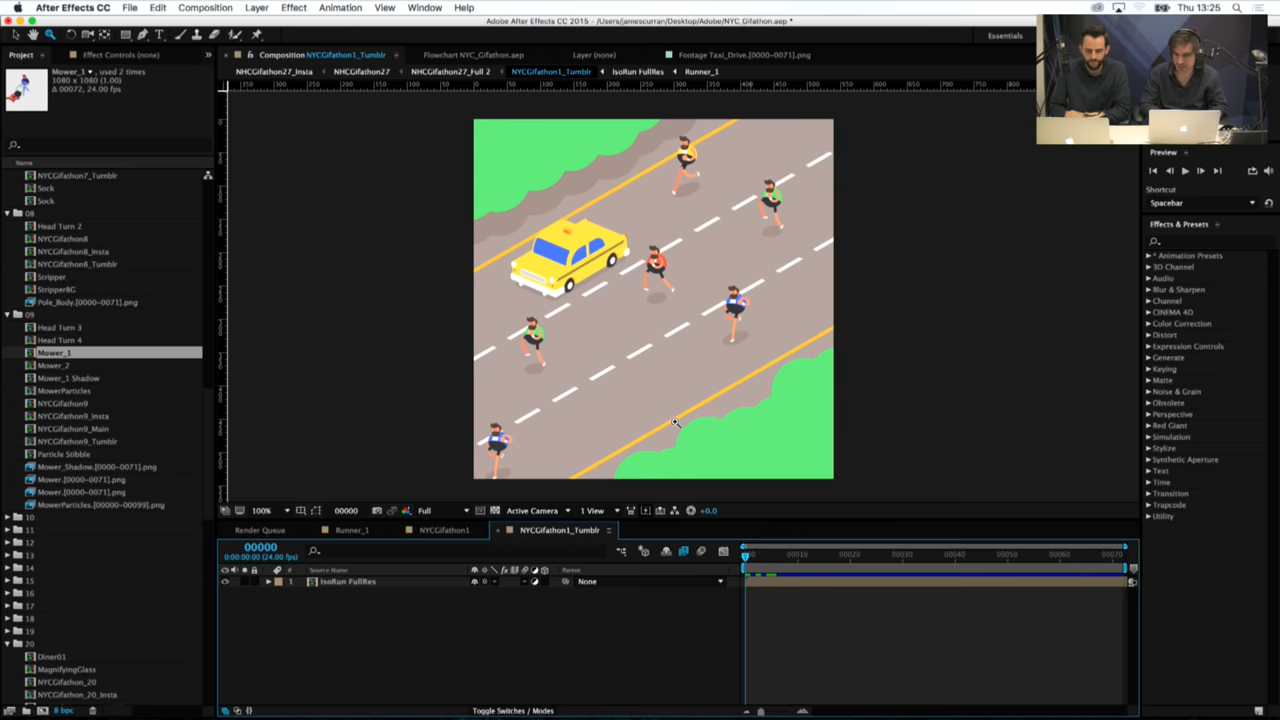 After Effects CC File Edit Composition Layer Effect Animation View Window Help
Thu 13:25
Adobe After Effects CC 2015 - /Users/jamescurran/Desktop/Adobe/NYC_Gifathon.aep *
Essentials
Project Effect Controls (none)
Composition NYCGifathon1_Tumblr Flowchart NYC_Gifathon.aep Layer (none) Footage Taxi_Drive.[0000-0071].png
Mower_1 , used 2 times
1080 x 1080 (1.00)
Δ 00072, 24.00 fps
NHCGifathon27_Insta NHCGifathon27 NHCGifathon27_Full 2 NYCGifathon1_Tumblr IsoRun FullRes Runner_1
Name
NYCGifathon7_Tumblr
Sock
Sock
08
Head Turn 2
NYCGifathon8
NYCGifathon8_Insta
NYCGifathon8_Tumblr
Stripper
StripperBG
Pole_Body.[0000-0071].png
09
Head Turn 3
Head Turn 4
Mower_1
Mower_2
Mower_1 Shadow
MowerParticles
NYCGifathon9
NYCGifathon9_Insta
NYCGifathon9_Main
NYCGifathon9_Tumblr
Particle Stibble
Mower_Shadow.[0000-0071].png
Mower.[0000-0071].png
Mower.[0000-0071].png
MowerParticles.[00000-00099].png
10
11
12
13
14
15
16
17
18
19
20
Diner01
MagnifyingGlass
NYCGifathon_20
NYCGifathon_20_Insta
8 bpc
Preview
Shortcut
Spacebar
Effects & Presets
* Animation Presets
3D Channel
Audio
Blur & Sharpen
Channel
CINEMA 4D
Color Correction
Distort
Expression Controls
Generate
Keying
Matte
Noise & Grain
Obsolete
Perspective
Red Giant
Simulation
Stylize
Synthetic Aperture
Text
Time
Transition
Trapcode
Utility
100% 00000 Full Active Camera 1 View +0.0
Render Queue Runner_1 NYCGifathon1 NYCGifathon1_Tumblr
00000
0:00:00:00 (24.00 fps)
00010 00020 00030 00040 00050 00060 00070
# Source Name Parent
1 IsoRun FullRes None
Toggle Switches / Modes